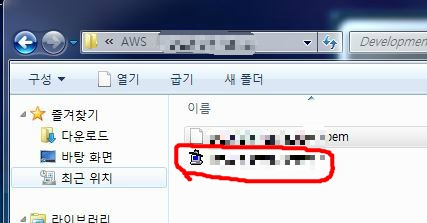 « AWS
Development
구성 ▼ 열기 굽기 새 폴더
이름
즐겨찾기
다운로드
바탕 화면
최근 위치
라이브러리
pem